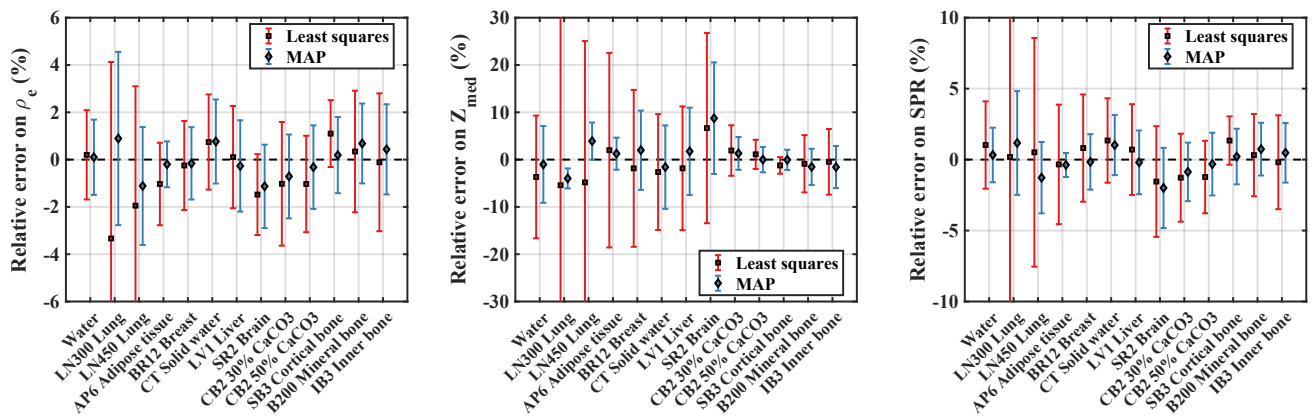 Relative error on ρe (%)
6
4
2
0
-2
-4
-6
Least squares
MAP
Water
LN300 Lung
LN450 Lung
AP6 Adipose tissue
BR12 Breast
CT Solid water
LV1 Liver
SR2 Brain
CB2 30% CaCO3
CB2 50% CaCO3
SB3 Cortical bone
B200 Mineral bone
IB3 Inner bone
Relative error on Zmed (%)
30
20
10
0
-10
-20
-30
Least squares
MAP
Water
LN300 Lung
LN450 Lung
AP6 Adipose tissue
BR12 Breast
CT Solid water
LV1 Liver
SR2 Brain
CB2 30% CaCO3
CB2 50% CaCO3
SB3 Cortical bone
B200 Mineral bone
IB3 Inner bone
Relative error on SPR (%)
10
5
0
-5
-10
Least squares
MAP
Water
LN300 Lung
LN450 Lung
AP6 Adipose tissue
BR12 Breast
CT Solid water
LV1 Liver
SR2 Brain
CB2 30% CaCO3
CB2 50% CaCO3
SB3 Cortical bone
B200 Mineral bone
IB3 Inner bone